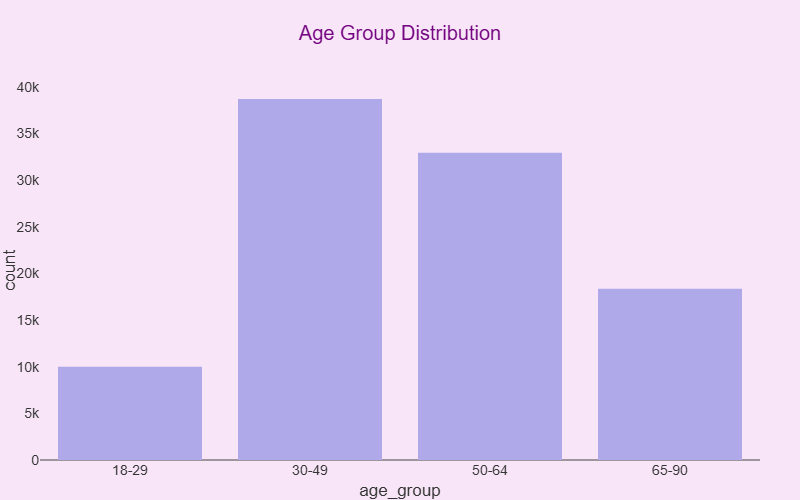 Age Group Distribution
40k
35k
30k
25k
20k
15k
10k
5k
0
count
18-29
30-49
50-64
65-90
age_group